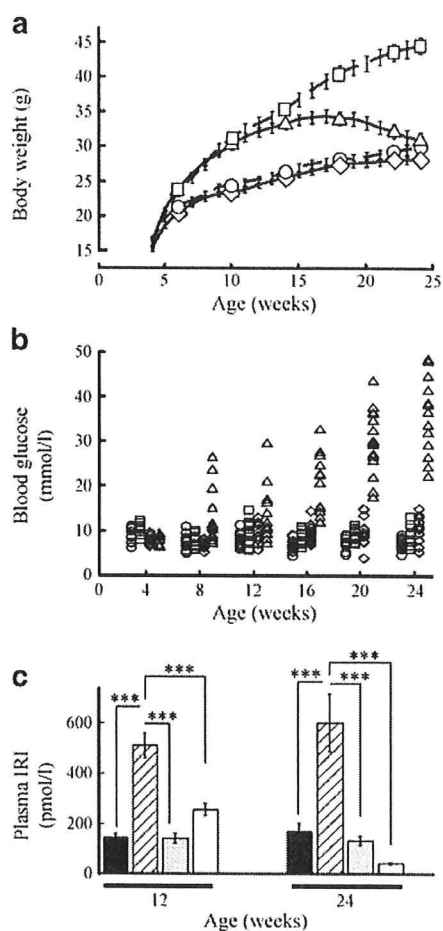 a
45
40
35
30
25
20
15
Body weight (g)
0 5 10 15 20 25
Age (weeks)
b
50
40
30
20
10
0
Blood glucose
(mmol/l)
4 8 12 16 20 24
Age (weeks)
c
*** *** ***
*** *** ***
600
400
200
0
Plasma IRI
(pmol/l)
12 24
Age (weeks)